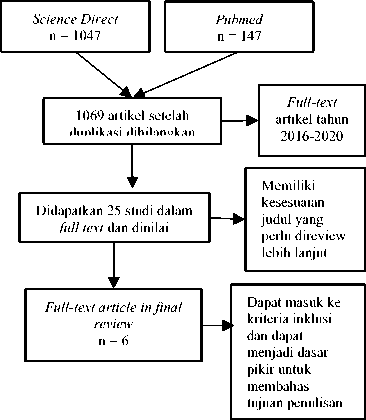 Science Direct
n = 1047
Pubmed
n = 147
1069 artikel setelah
duplikasi dihilangkan
Full-text
artikel tahun
2016-2020
Didapatkan 25 studi dalam
full text dan dinilai
Memiliki
kesesuaian
judul yang
perlu direview
lebih lanjut
Full-text article in final
review
n = 6
Dapat masuk ke
kriteria inklusi
dan dapat
menjadi dasar
pikir untuk
membahas
tujuan penulisan